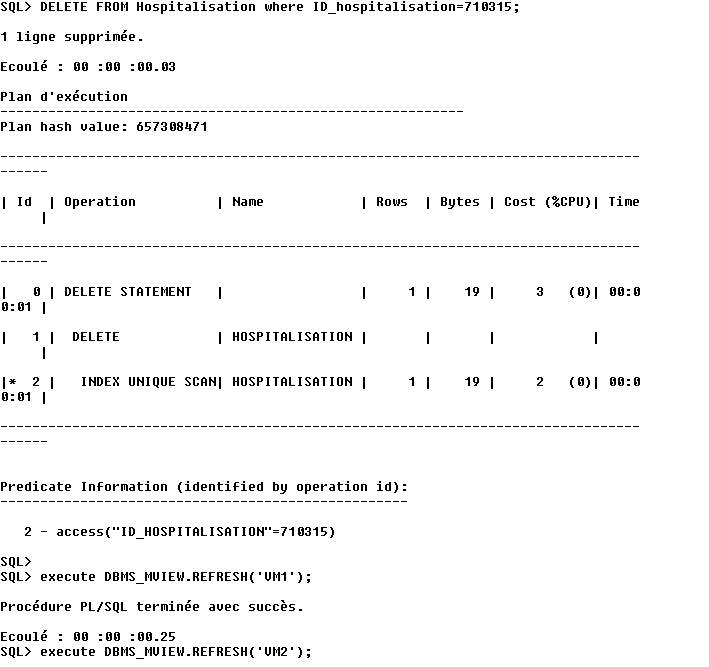 SQL> DELETE FROM Hospitalisation where ID_hospitalisation=710315;
1 ligne supprimée.
Ecoulé : 00 :00 :00.03
Plan d'exécution
----------------------------------------------------------
Plan hash value: 657308471
--------------------------------------------------------------------------------
------
| Id  | Operation          | Name            | Rows  | Bytes | Cost (%CPU)| Time
     |
--------------------------------------------------------------------------------
------
|   0 | DELETE STATEMENT   |                 |     1 |    19 |     3   (0)| 00:0
0:01 |
|   1 |  DELETE            | HOSPITALISATION |       |       |            |
     |
|*  2 |   INDEX UNIQUE SCAN| HOSPITALISATION |     1 |    19 |     2   (0)| 00:0
0:01 |
--------------------------------------------------------------------------------
------
Predicate Information (identified by operation id):
---------------------------------------------------
   2 - access("ID_HOSPITALISATION"=710315)
SQL>
SQL> execute DBMS_MVIEW.REFRESH('VM1');
Procédure PL/SQL terminée avec succès.
Ecoulé : 00 :00 :00.25
SQL> execute DBMS_MVIEW.REFRESH('VM2');